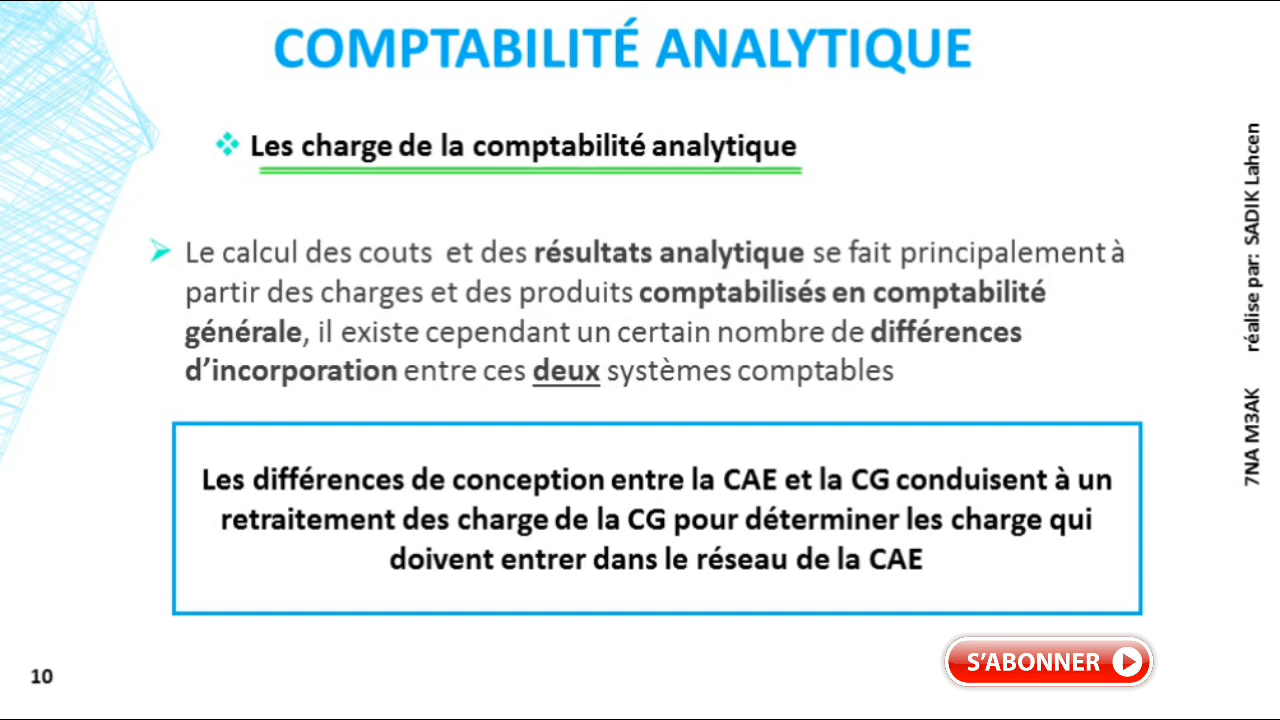 COMPTABILITÉ ANALYTIQUE
Les charge de la comptabilité analytique
Le calcul des couts et des résultats analytique se fait principalement à
partir des charges et des produits comptabilisés en comptabilité
générale, il existe cependant un certain nombre de différences
d'incorporation entre ces deux systèmes comptables
Les différences de conception entre la CAE et la CG conduisent à un
retraitement des charge de la CG pour déterminer les charge qui
doivent entrer dans le réseau de la CAE
S'ABONNER
10
7NA M3AK réalise par: SADIK Lahcen